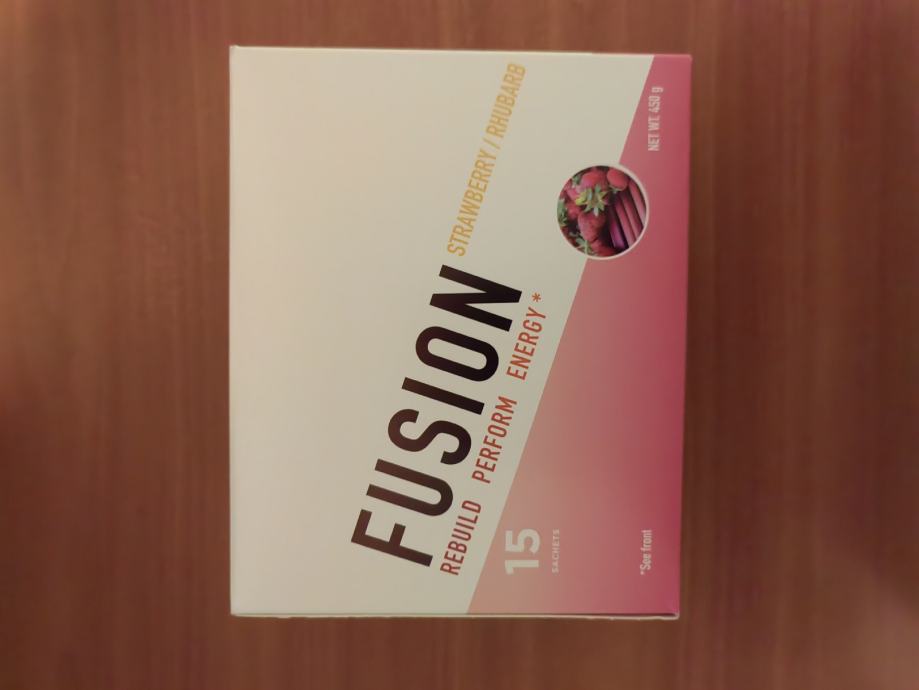 FUSION STRAWBERRY / RHUBARB
REBUILD PERFORM ENERGY*
15
SACHETS
*See front
NET WT. 450 g